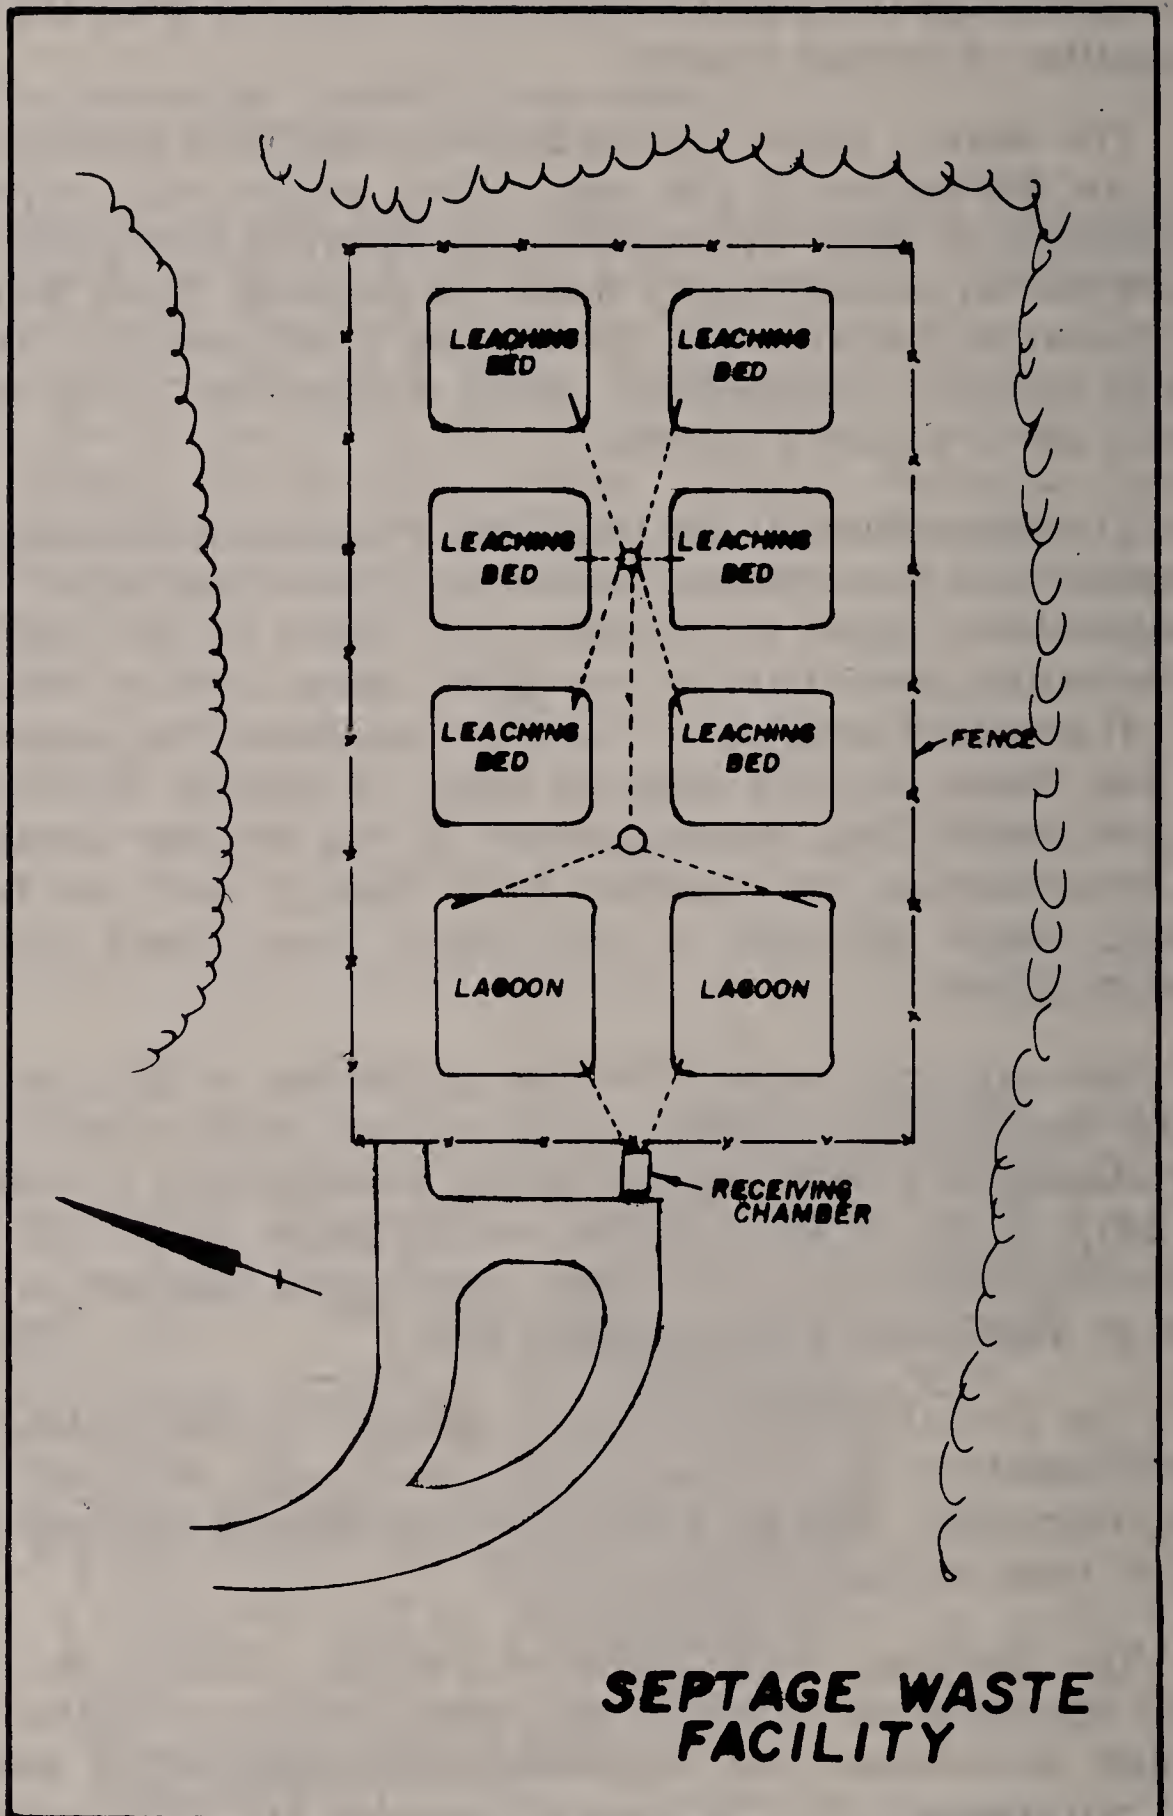 LEACHING
BED
LEACHING
BED
LEACHING
BED
LEACHING
BED
LEACHING
BED
LEACHING
BED
FENCE
LAGOON
LAGOON
RECEIVING
CHAMBER
SEPTAGE WASTE
FACILITY